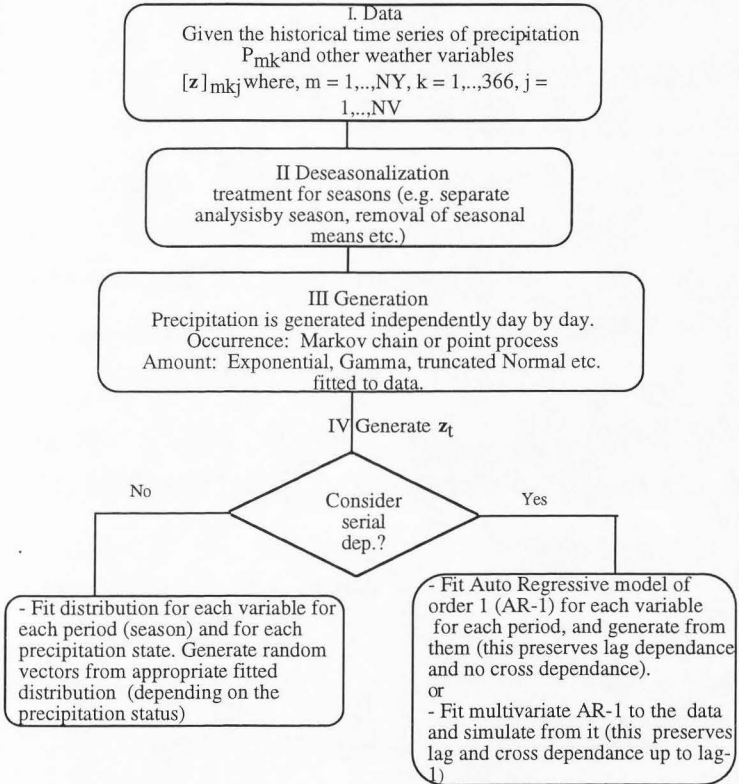 I. Data
Given the historical time series of precipitation
Pmk and other weather variables
[z]mkj where, m = 1,..,NY, k = 1,..,366, j =
1,..,NV
II Deseasonalization
treatment for seasons (e.g. separate
analysisby season, removal of seasonal
means etc.)
III Generation
Precipitation is generated independently day by day.
Occurrence: Markov chain or point process
Amount: Exponential, Gamma, truncated Normal etc.
fitted to data.
IV Generate zt
No
Consider
serial
dep.?
Yes
- Fit distribution for each variable for
each period (season) and for each
precipitation state. Generate random
vectors from appropriate fitted
distribution (depending on the
precipitation status)
- Fit Auto Regressive model of
order 1 (AR-1) for each variable
for each period, and generate from
them (this preserves lag dependance
and no cross dependance).
or
- Fit multivariate AR-1 to the data
and simulate from it (this preserves
lag and cross dependance up to lag-
1)